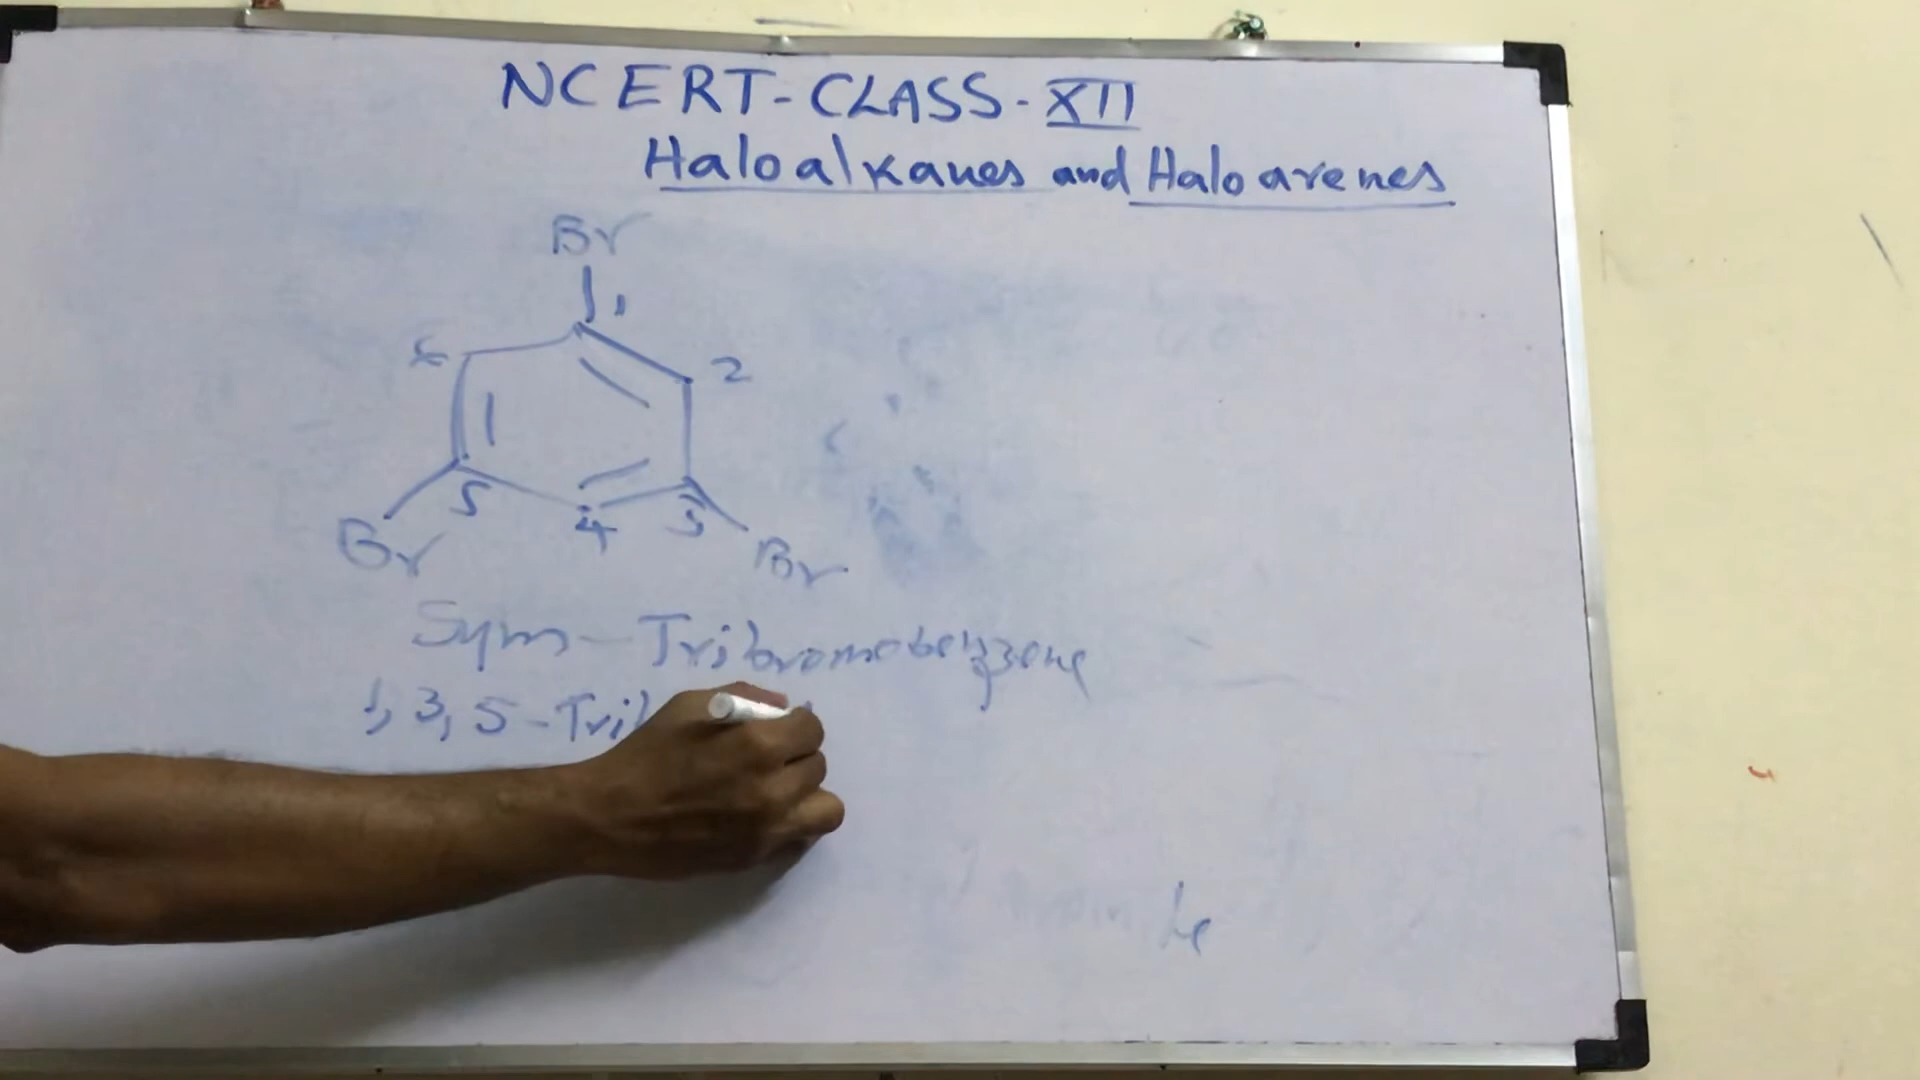 NCERT-CLASS-XII
Haloalkanes and Haloarenes
Br
1
6
2
5
4
3
Br
Br
Sym-Tribromobenzene
1,3,5-Tri